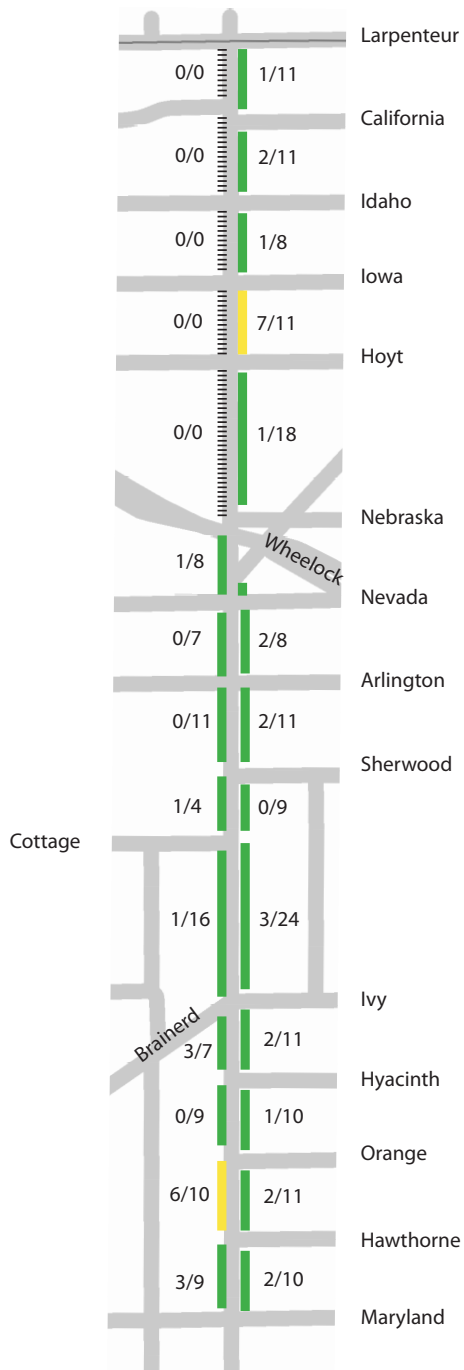 Larpenteur
0/0 1/11
California
0/0 2/11
Idaho
0/0 1/8
Iowa
0/0 7/11
Hoyt
0/0 1/18
Nebraska
Wheelock
1/8
Nevada
0/7 2/8
Arlington
0/11 2/11
Sherwood
1/4 0/9
Cottage
1/16 3/24
Ivy
Brainerd
3/7 2/11
Hyacinth
0/9 1/10
Orange
6/10 2/11
Hawthorne
3/9 2/10
Maryland